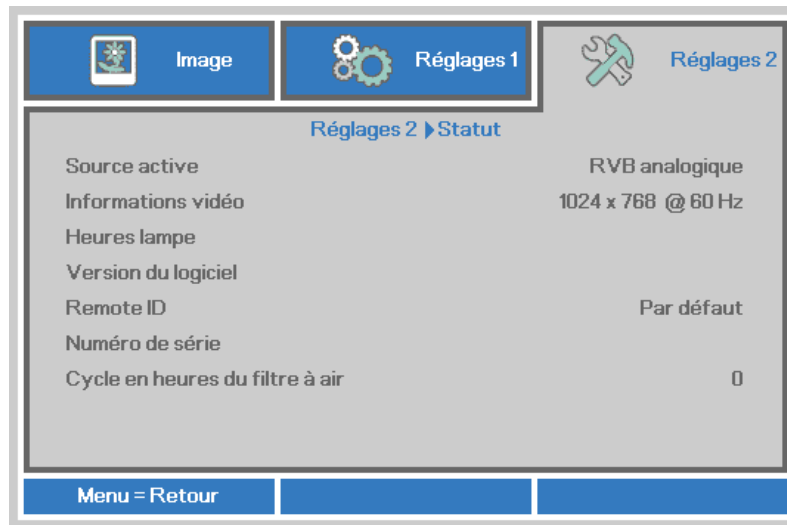 Image Réglages 1 Réglages 2
Réglages 2 ▶ Statut
Source active RVB analogique
Informations vidéo 1024 x 768 @ 60 Hz
Heures lampe
Version du logiciel
Remote ID Par défaut
Numéro de série
Cycle en heures du filtre à air 0
Menu = Retour